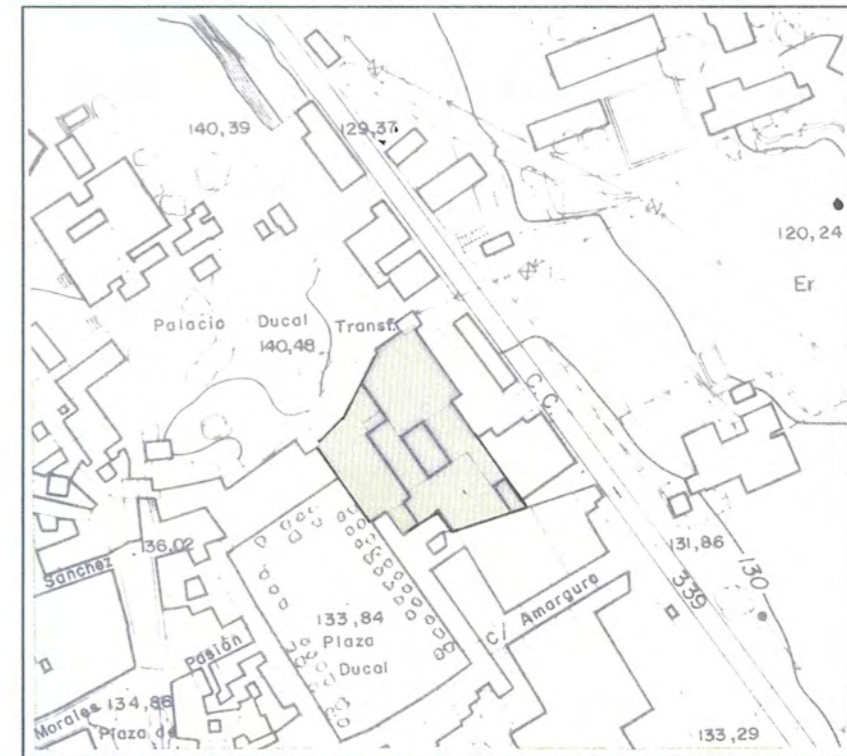 140,39
129,37
120,24
Er
Palacio Ducal Transf.
140,48
C.C.
136,02
Sánchez
131,86
130
339
133,84
Plaza
Ducal
C/ Amargura
Pasión
Morales 134,86
Plaza de
133,29